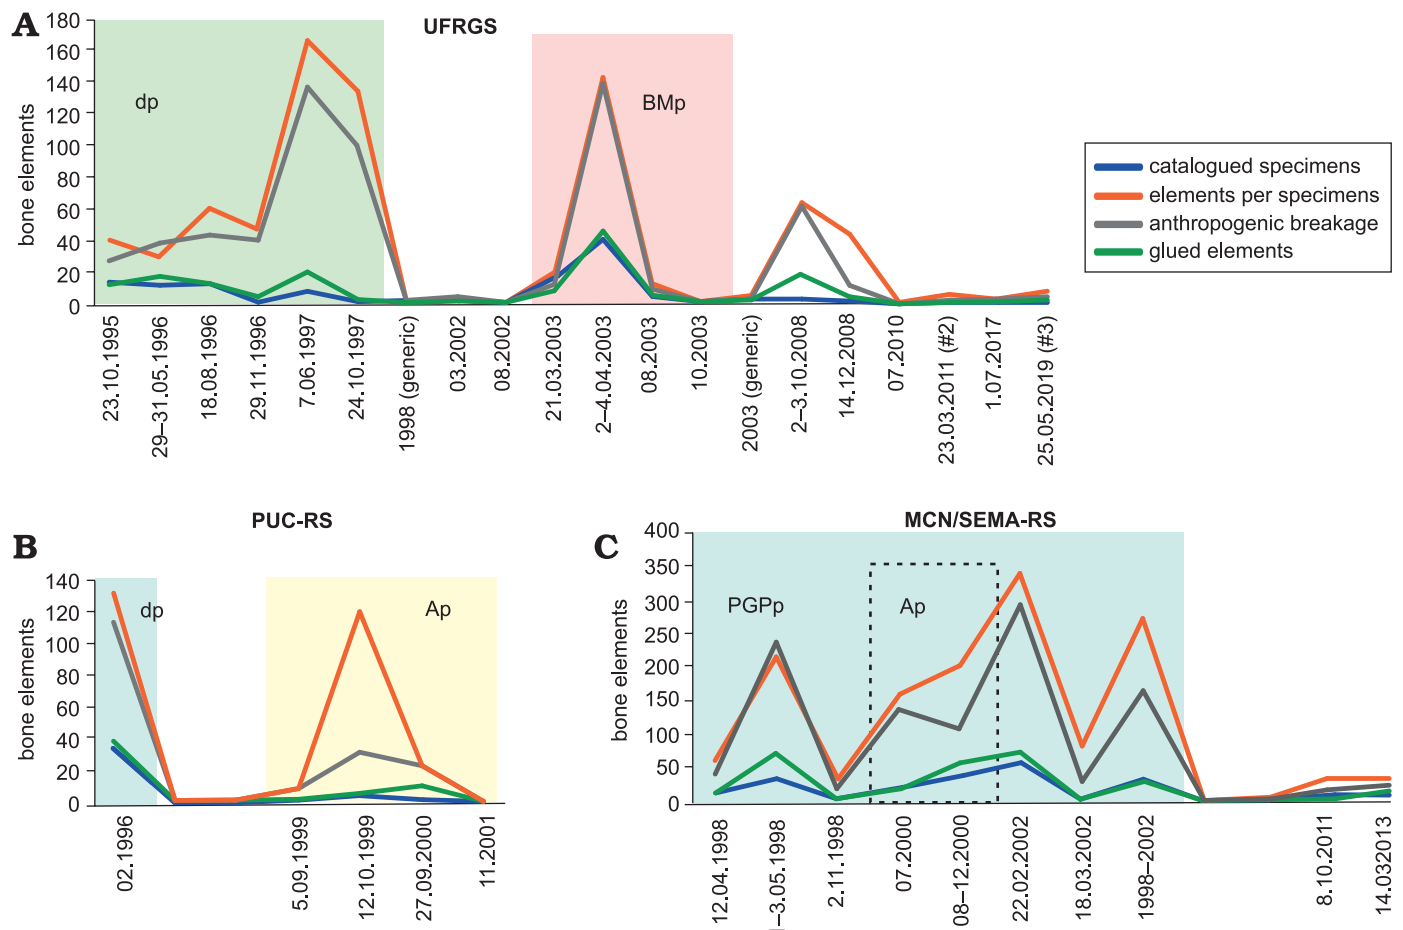 A
UFRGS
bone elements
180
160
140
120
100
80
60
40
20
0
dp
BMp
23.10.1995
29–31.05.1996
18.08.1996
29.11.1996
7.06.1997
24.10.1997
1998 (generic)
03.2002
08.2002
21.03.2003
2–4.04.2003
08.2003
10.2003
2003 (generic)
2–3.10.2008
14.12.2008
07.2010
23.03.2011 (#2)
1.07.2017
25.05.2019 (#3)
catalogued specimens
elements per specimens
anthropogenic breakage
glued elements
B
PUC-RS
bone elements
140
120
100
80
60
40
20
0
dp
Ap
02.1996
5.09.1999
12.10.1999
27.09.2000
11.2001
C
MCN/SEMA-RS
bone elements
400
350
300
250
200
150
100
50
0
PGPp
Ap
12.04.1998
–3.05.1998
2.11.1998
07.2000
08–12.2000
22.02.2002
18.03.2002
1998–2002
8.10.2011
14.032013